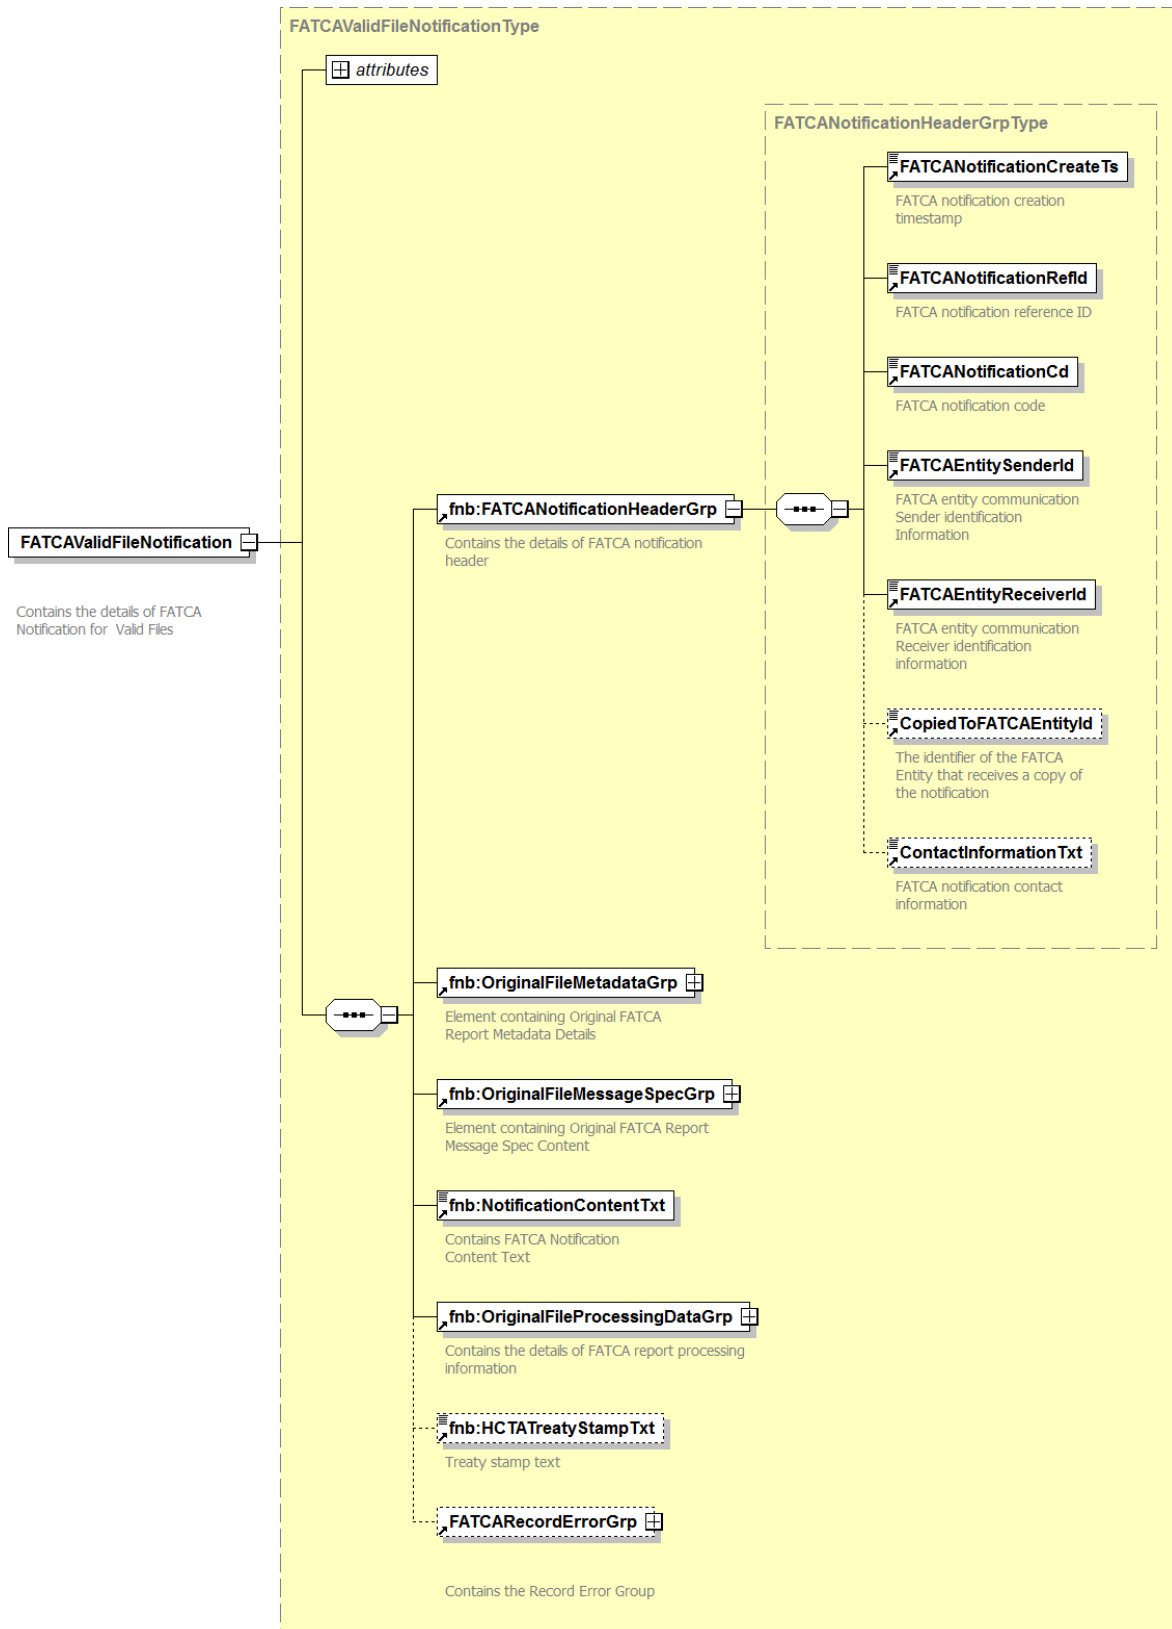 FATCAValidFileNotificationType
attributes
FATCANotificationHeaderGrpType
FATCANotificationCreateTs
FATCA notification creation
timestamp
FATCANotificationRefId
FATCA notification reference ID
FATCANotificationCd
FATCA notification code
FATCAEntitySenderId
FATCA entity communication
Sender identification
Information
fnb:FATCANotificationHeaderGrp
Contains the details of FATCA notification
header
FATCAValidFileNotification
Contains the details of FATCA
Notification for  Valid Files
FATCAEntityReceiverId
FATCA entity communication
Receiver identification
information
CopiedToFATCAEntityId
The identifier of the FATCA
Entity that receives a copy of
the notification
ContactInformationTxt
FATCA notification contact
information
fnb:OriginalFileMetadataGrp
Element containing Original FATCA
Report Metadata Details
fnb:OriginalFileMessageSpecGrp
Element containing Original FATCA Report
Message Spec Content
fnb:NotificationContentTxt
Contains FATCA Notification
Content Text
fnb:OriginalFileProcessingDataGrp
Contains the details of FATCA report processing
information
fnb:HCTATreatyStampTxt
Treaty stamp text
FATCARecordErrorGrp
Contains the Record Error Group